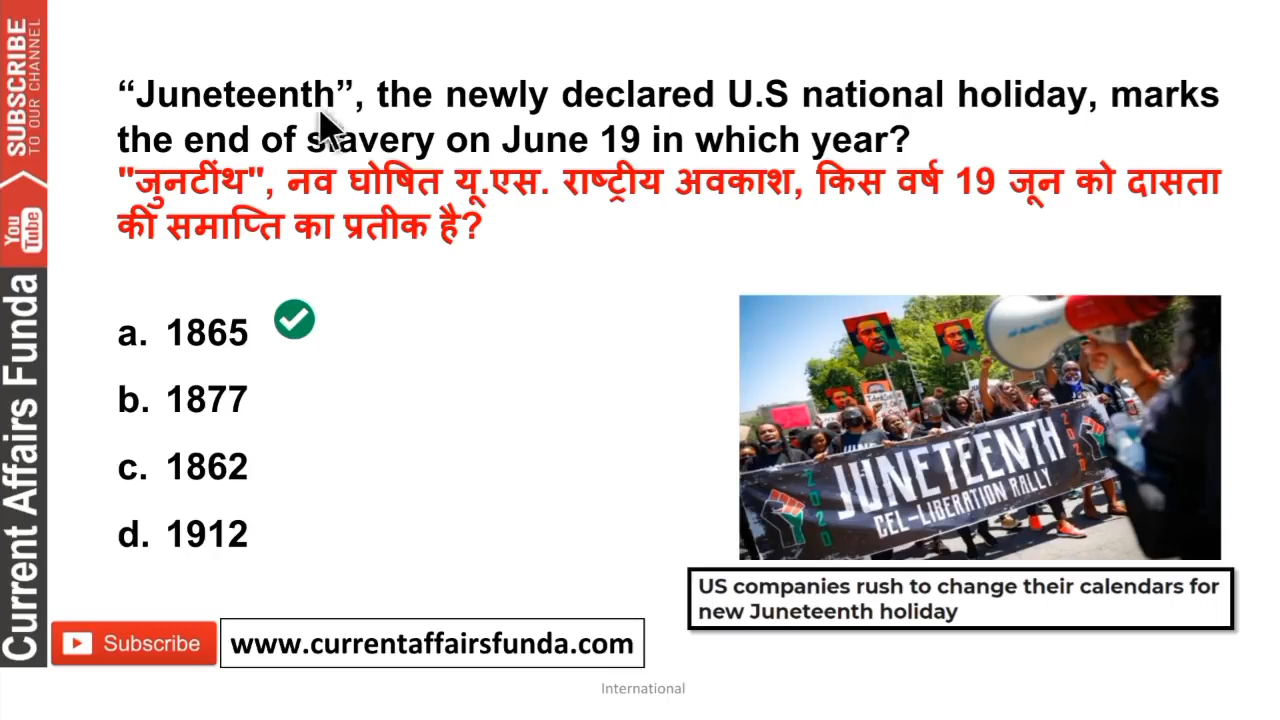 SUBSCRIBE
TO OUR CHANNEL
You
Tube
Current Affairs Funda
“Juneteenth”, the newly declared U.S national holiday, marks
the end of slavery on June 19 in which year?
"जुनटींथ", नव घोषित यू.एस. राष्ट्रीय अवकाश, किस वर्ष 19 जून को दासता
की समाप्ति का प्रतीक है?
a. 1865
b. 1877
c. 1862
d. 1912
JUNETEENTH
CEL-LIBERATION RALLY
2020
2020
US companies rush to change their calendars for
new Juneteenth holiday
Subscribe
www.currentaffairsfunda.com
International